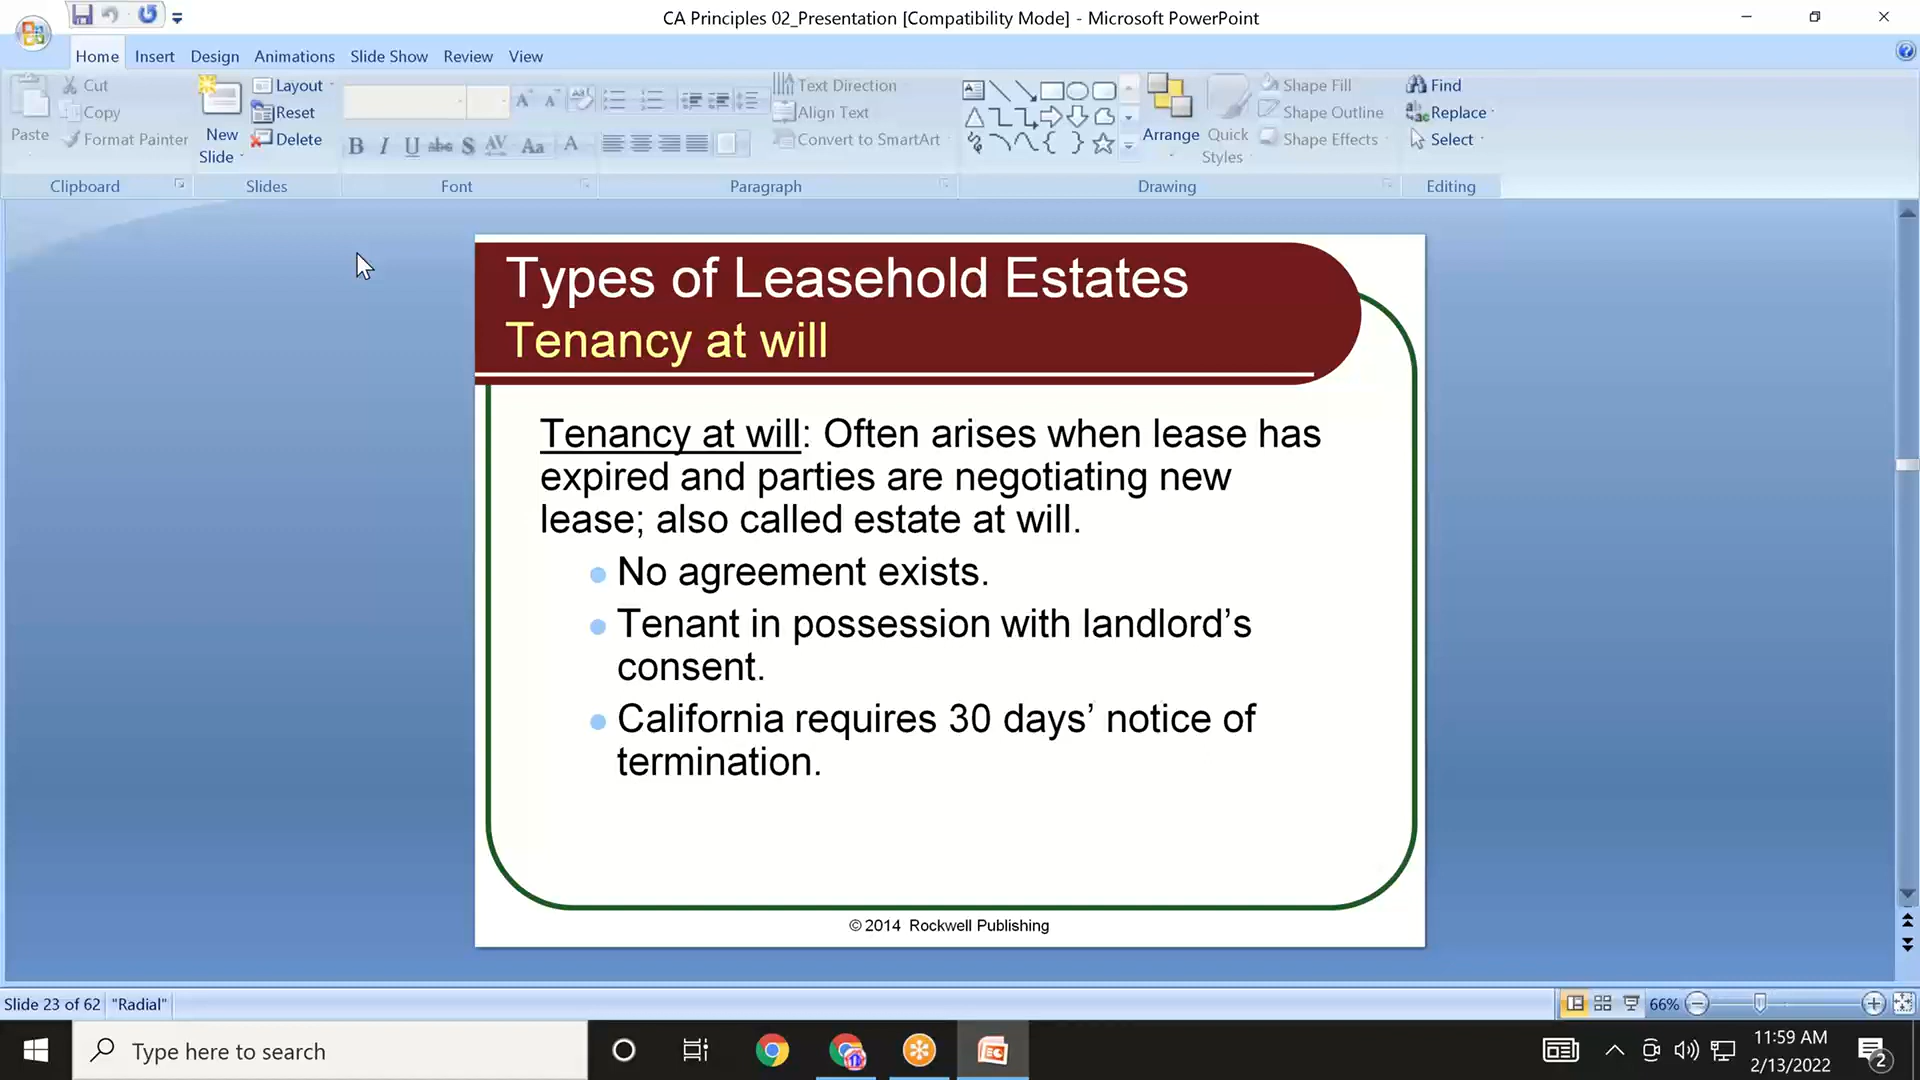 CA Principles 02_Presentation [Compatibility Mode] - Microsoft PowerPoint
Home Insert Design Animations Slide Show Review View
Cut
Copy
Format Painter
Paste
Clipboard
New
Slide
Layout
Reset
Delete
Slides
B I U abc S AV Aa A
Font
Text Direction
Align Text
Convert to SmartArt
Paragraph
Arrange
Quick
Styles
Shape Fill
Shape Outline
Shape Effects
Drawing
Find
Replace
Select
Editing
Types of Leasehold Estates
Tenancy at will
Tenancy at will: Often arises when lease has
expired and parties are negotiating new
lease; also called estate at will.
No agreement exists.
Tenant in possession with landlord’s
consent.
California requires 30 days’ notice of
termination.
© 2014 Rockwell Publishing
Slide 23 of 62 "Radial"
66%
Type here to search
11:59 AM
2/13/2022
2